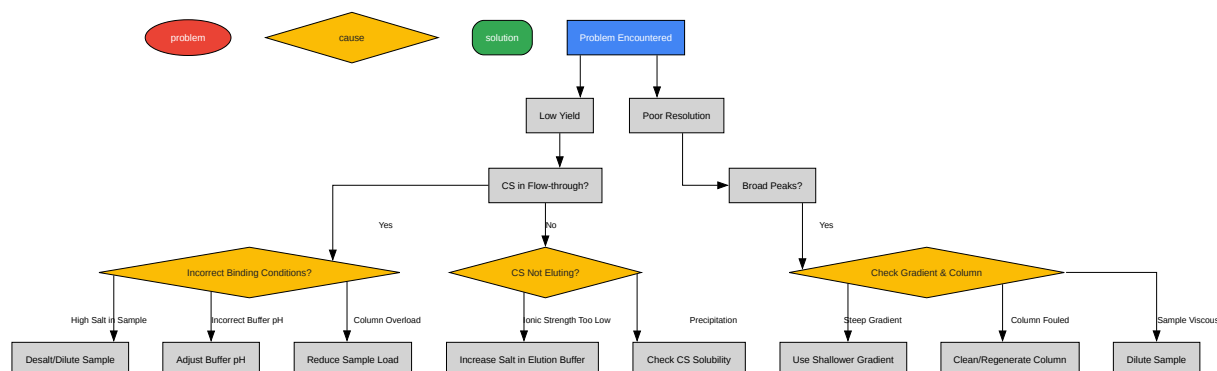 problem
cause
solution
Problem Encountered
Low Yield
Poor Resolution
CS in Flow-through?
Broad Peaks?
Yes
No
Yes
Incorrect Binding Conditions?
CS Not Eluting?
Check Gradient & Column
High Salt in Sample
Incorrect Buffer pH
Column Overload
Ionic Strength Too Low
Precipitation
Steep Gradient
Column Fouled
Sample Viscous
Desalt/Dilute Sample
Adjust Buffer pH
Reduce Sample Load
Increase Salt in Elution Buffer
Check CS Solubility
Use Shallower Gradient
Clean/Regenerate Column
Dilute Sample